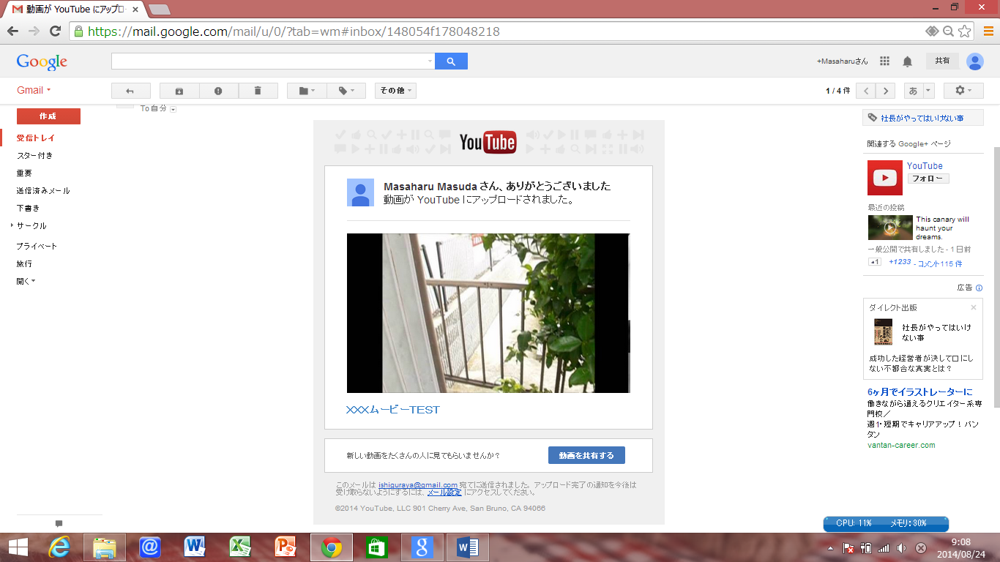 動画が YouTube にアップロー
https://mail.google.com/mail/u/0/?tab=wm#inbox/148054f178048218
Google
+Masaharuさん
共有
Gmail
その他
1 / 4 件
あ
作成
To 自分
受信トレイ
スター付き
重要
送信済みメール
下書き
サークル
プライベート
旅行
開く
YouTube
Masaharu Masuda さん、ありがとうございました
動画が YouTube にアップロードされました。
XXXムービーTEST
新しい動画をたくさんの人に見てもらいませんか？
動画を共有する
このメールは ishiguraya@gmail.com 宛てに送信されました。アップロード完了の通知を今後は
受け取らないようにするには、メール設定 にアクセスしてください。
©2014 YouTube, LLC 901 Cherry Ave, San Bruno, CA 94066
社長がやってはいけない事
関連する Google+ ページ
YouTube
フォロー
最近の投稿
This canary will
haunt your
dreams.
一般公開で共有しました - 1 日前
+1
+1233 - コメント115 件
広告
ダイレクト出版
社長がやってはいけ
ない事
成功した経営者が決して口にし
ない不都合な真実とは？
6ヶ月でイラストレーターに
働きながら通えるクリエイター系専
門校／
週1・短期でキャリアアップ！バン
タン
vantan-career.com
CPU: 11%
メモリ: 30%
9:08
2014/08/24